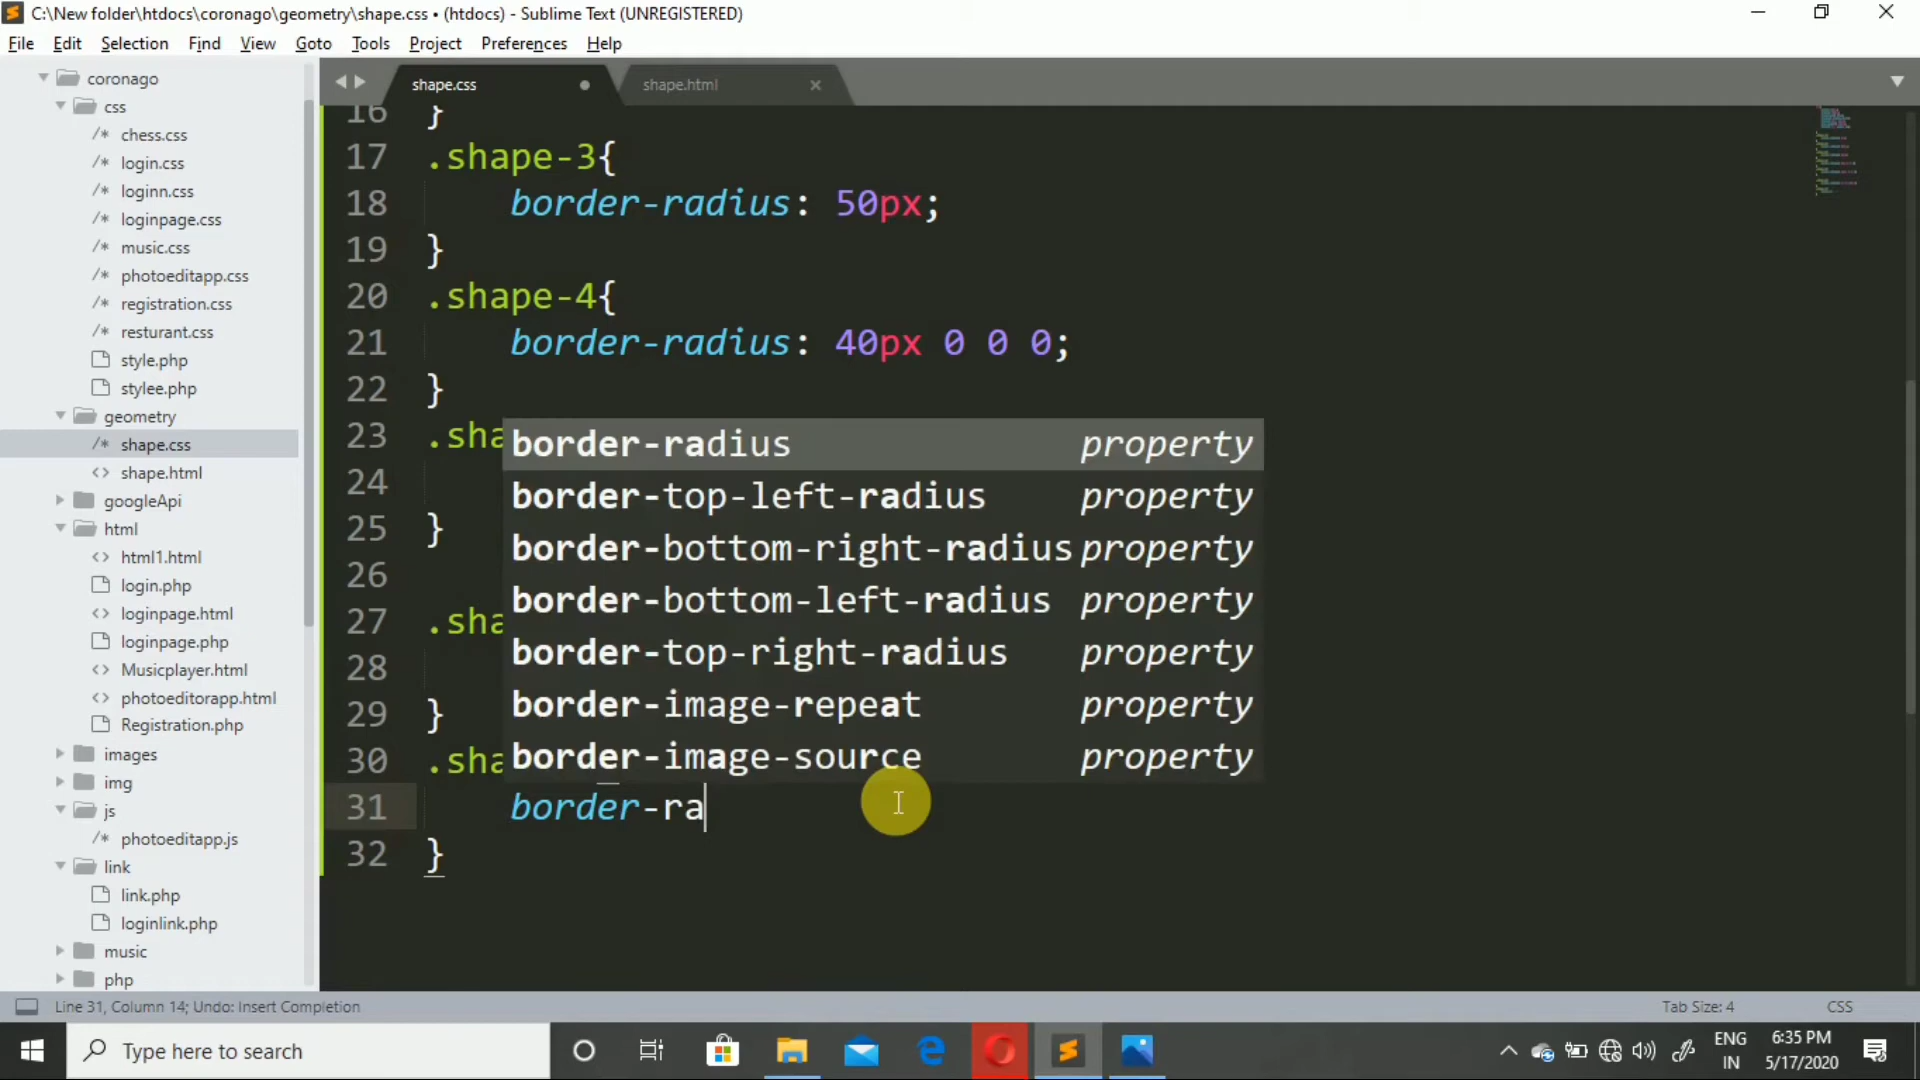 C:\New folder\htdocs\coronago\geometry\shape.css • (htdocs) - Sublime Text (UNREGISTERED)
File Edit Selection Find View Goto Tools Project Preferences Help
coronago
css
/* chess.css
/* login.css
/* loginn.css
/* loginpage.css
/* music.css
/* photoeditapp.css
/* registration.css
/* resturant.css
style.php
stylee.php
geometry
/* shape.css
<> shape.html
googleApi
html
<> html1.html
login.php
<> loginpage.html
loginpage.php
<> Musicplayer.html
<> photoeditorapp.html
Registration.php
images
img
js
/* photoeditapp.js
link
link.php
loginlink.php
music
php
shape.css
shape.html
16 }
17 .shape-3{
18 border-radius: 50px;
19 }
20 .shape-4{
21 border-radius: 40px 0 0 0;
22 }
23 .sha
24
25 }
26
27 .sha
28
29 }
30 .sha
31 border-ra
32 }
border-radius property
border-top-left-radius property
border-bottom-right-radius property
border-bottom-left-radius property
border-top-right-radius property
border-image-repeat property
border-image-source property
Line 31, Column 14; Undo: Insert Completion
Tab Size: 4
CSS
Type here to search
ENG
IN
6:35 PM
5/17/2020